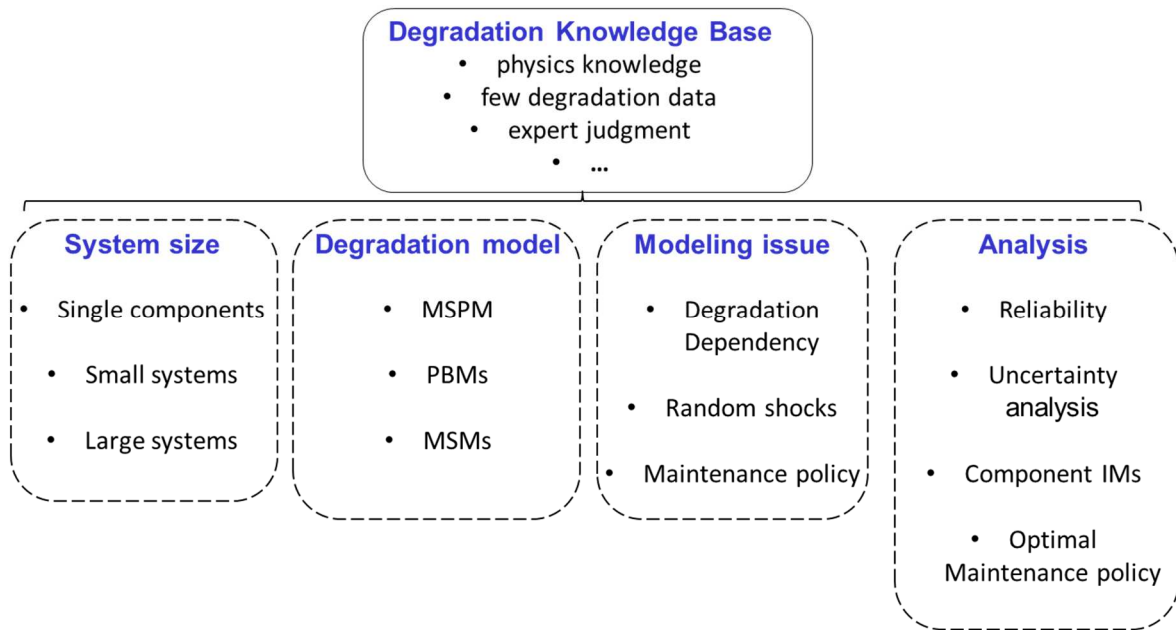 Degradation Knowledge Base
• physics knowledge
• few degradation data
• expert judgment
• ...
System size
• Single components
• Small systems
• Large systems
Degradation model
• MSPM
• PBMs
• MSMs
Modeling issue
• Degradation
Dependency
• Random shocks
• Maintenance policy
Analysis
• Reliability
• Uncertainty
analysis
• Component IMs
• Optimal
Maintenance policy